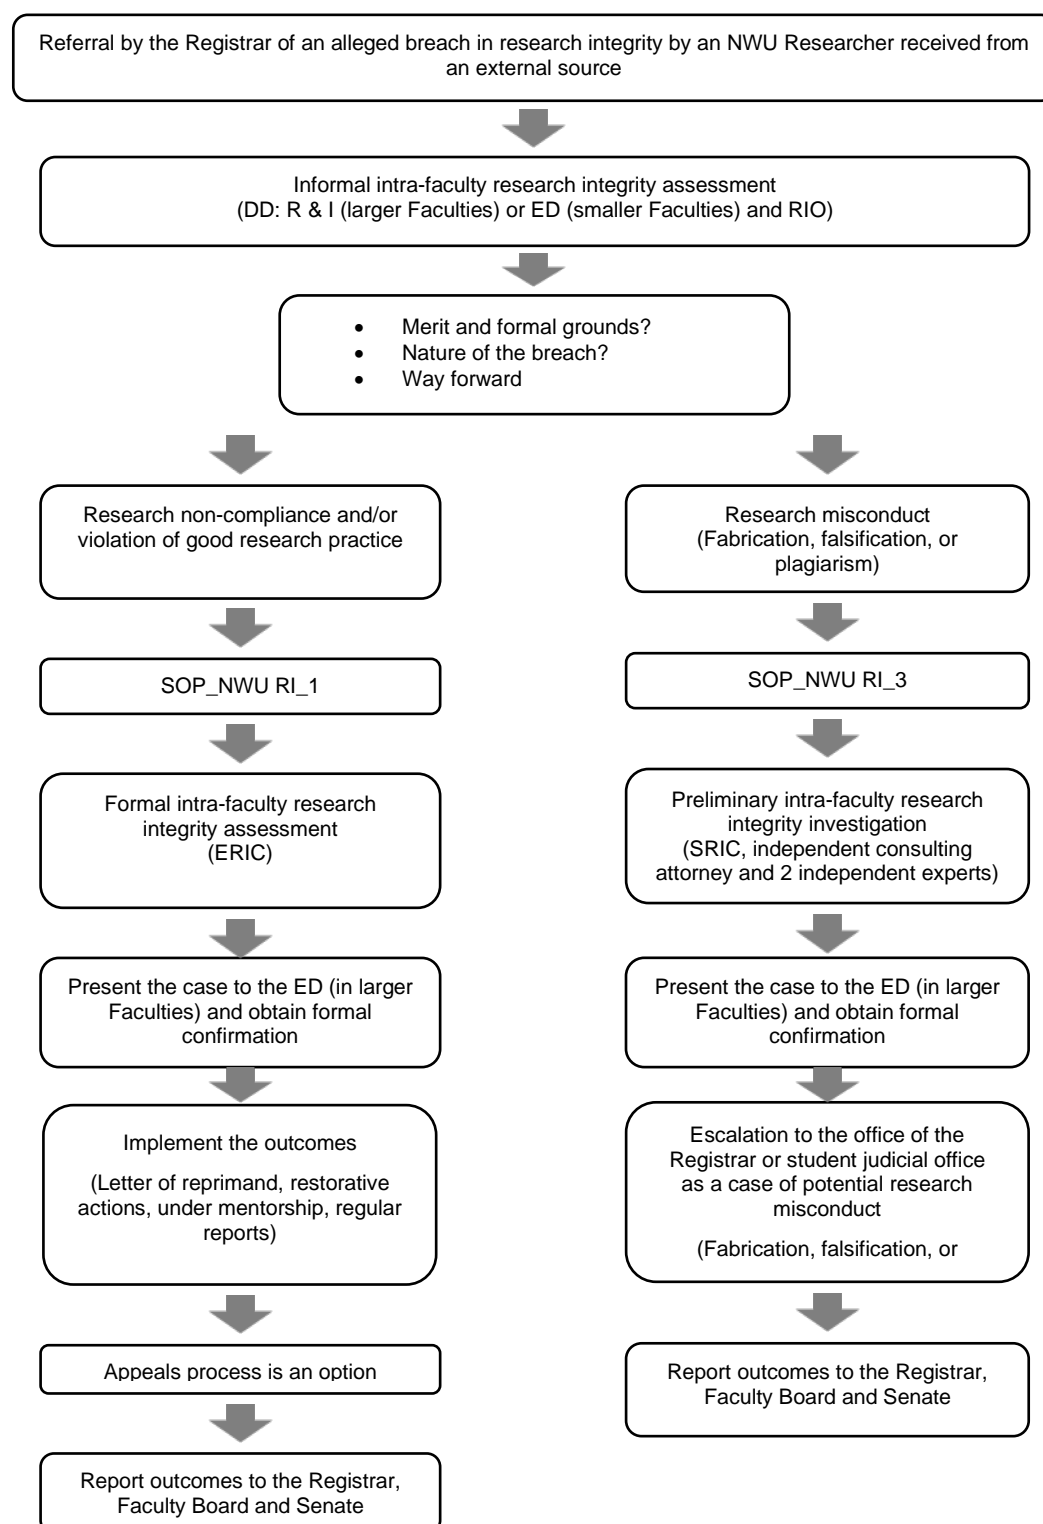 Referral by the Registrar of an alleged breach in research integrity by an NWU Researcher received from
an external source
Informal intra-faculty research integrity assessment
(DD: R & I (larger Faculties) or ED (smaller Faculties) and RIO)
• Merit and formal grounds?
• Nature of the breach?
• Way forward
Research non-compliance and/or
violation of good research practice
SOP_NWU RI_1
Formal intra-faculty research
integrity assessment
(ERIC)
Present the case to the ED (in larger
Faculties) and obtain formal
confirmation
Implement the outcomes
(Letter of reprimand, restorative
actions, under mentorship, regular
reports)
Appeals process is an option
Report outcomes to the Registrar,
Faculty Board and Senate
Research misconduct
(Fabrication, falsification, or
plagiarism)
SOP_NWU RI_3
Preliminary intra-faculty research
integrity investigation
(SRIC, independent consulting
attorney and 2 independent experts)
Present the case to the ED (in larger
Faculties) and obtain formal
confirmation
Escalation to the office of the
Registrar or student judicial office
as a case of potential research
misconduct
(Fabrication, falsification, or
Report outcomes to the Registrar,
Faculty Board and Senate